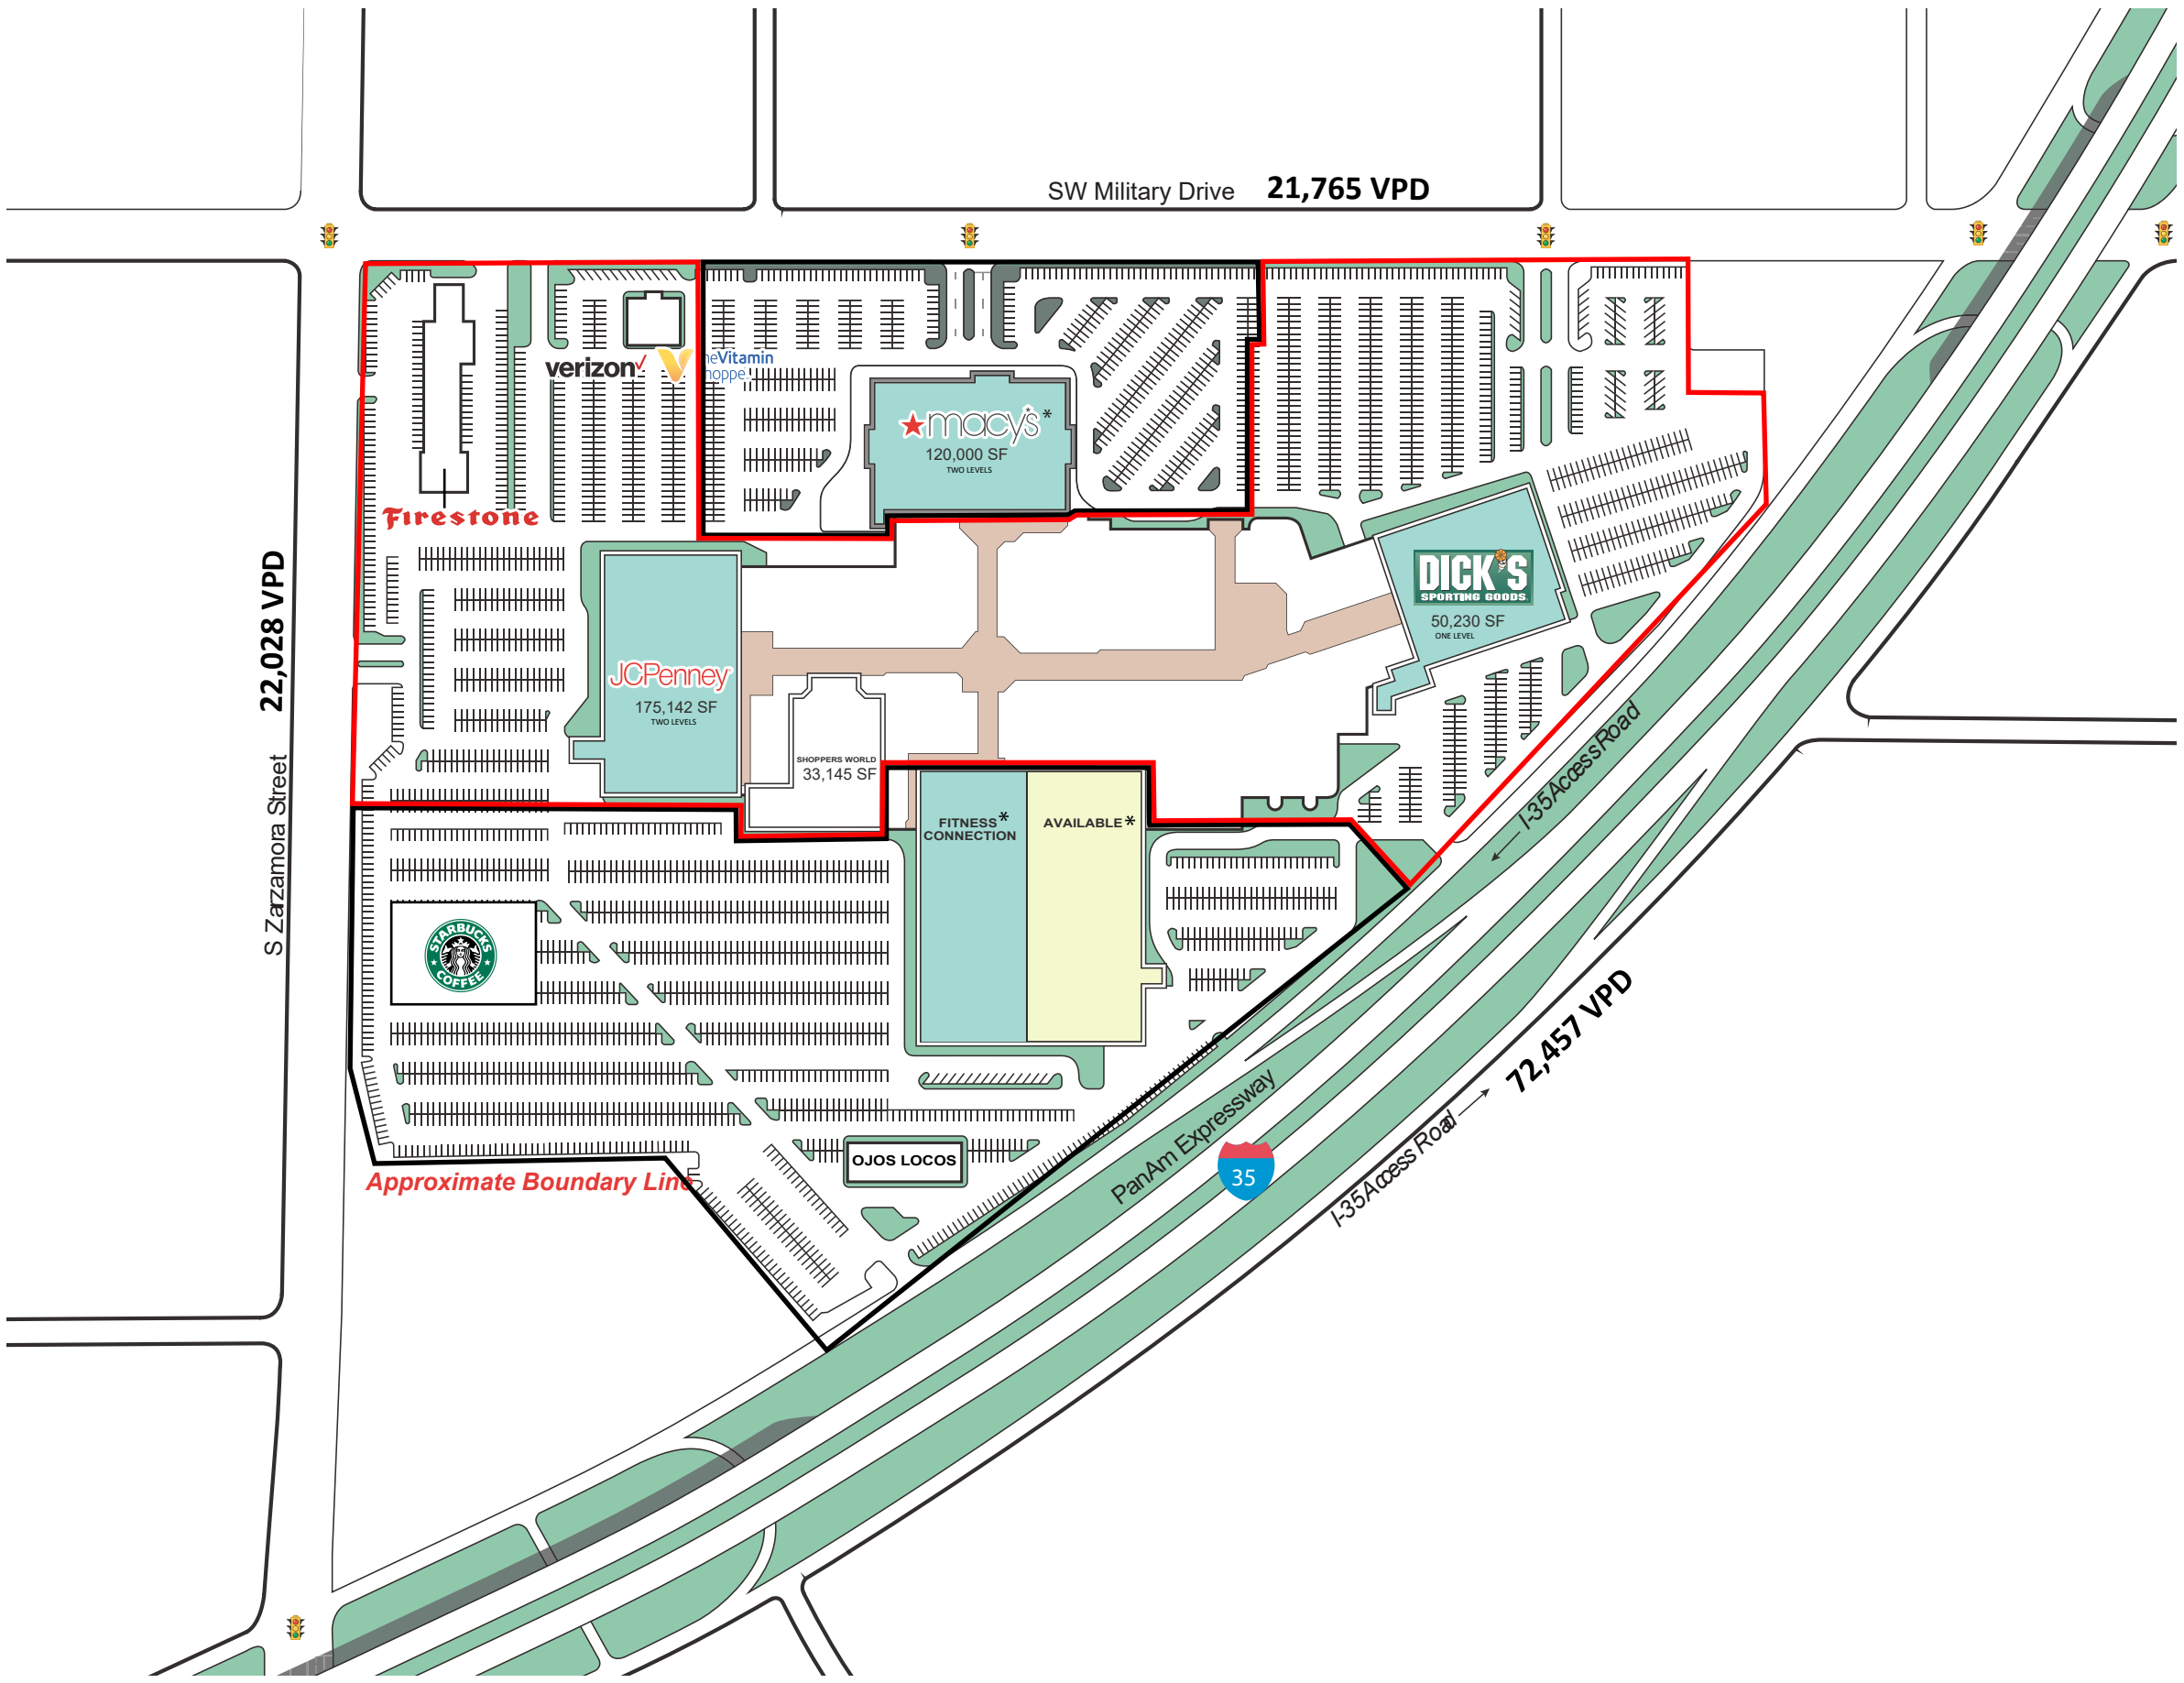 SW Military Drive 21,765 VPD
verizon✓
heVitamin
hoppe
★macy's*
120,000 SF
TWO LEVELS
Firestone
22,028 VPD
S Zarzamora Street
DICK'S
SPORTING GOODS
50,230 SF
ONE LEVEL
JCPenney
175,142 SF
TWO LEVELS
SHOPPERS WORLD
33,145 SF
FITNESS*
CONNECTION
AVAILABLE*
I-35 Access Road
STARBUCKS
COFFEE
72,457 VPD
PanAm Expressway
35
I-35 Access Road
OJOS LOCOS
Approximate Boundary Line